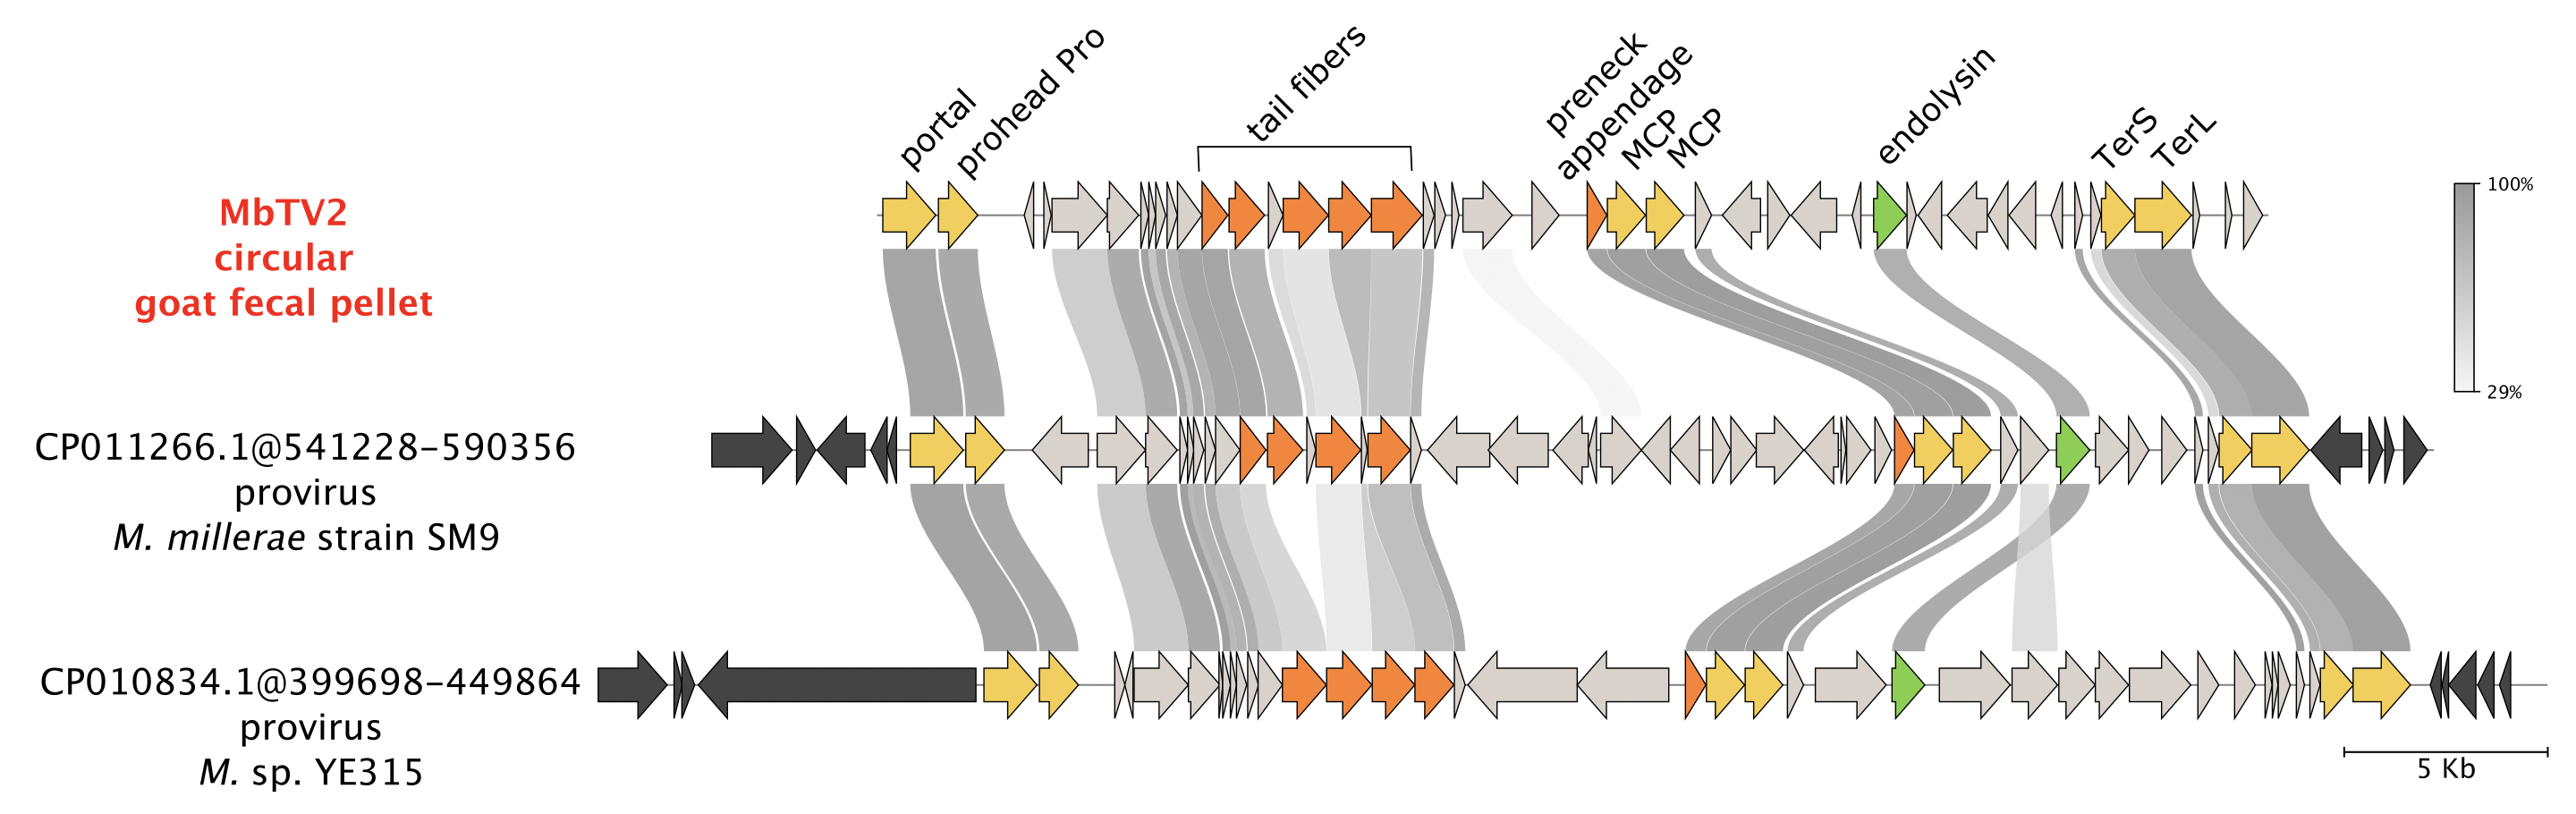 portal
prohead Pro
tail fibers
preneck
appendage
MCP
MCP
endolysin
TerS
TerL
MbTV2
circular
goat fecal pellet
100%
29%
CP011266.1@541228-590356
provirus
M. millerae strain SM9
CP010834.1@399698-449864
provirus
M. sp. YE315
5 Kb